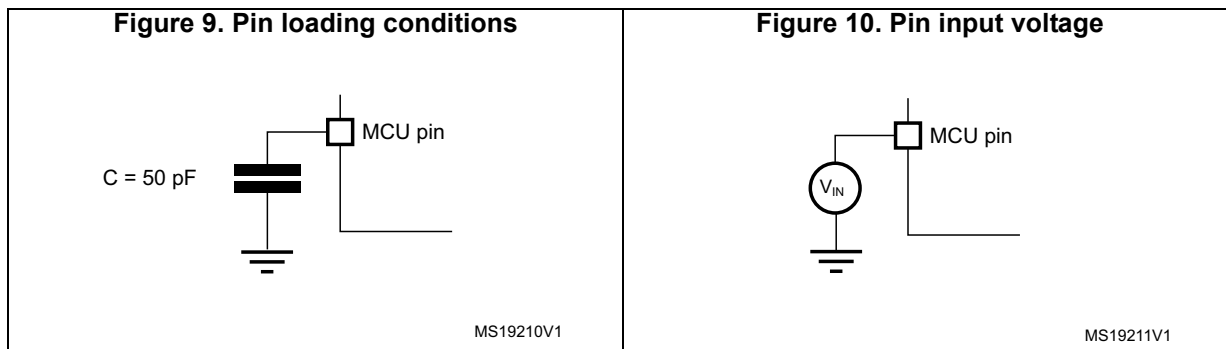 Figure 9. Pin loading conditions
MCU pin
C = 50 pF
MS19210V1
Figure 10. Pin input voltage
MCU pin
VIN
MS19211V1